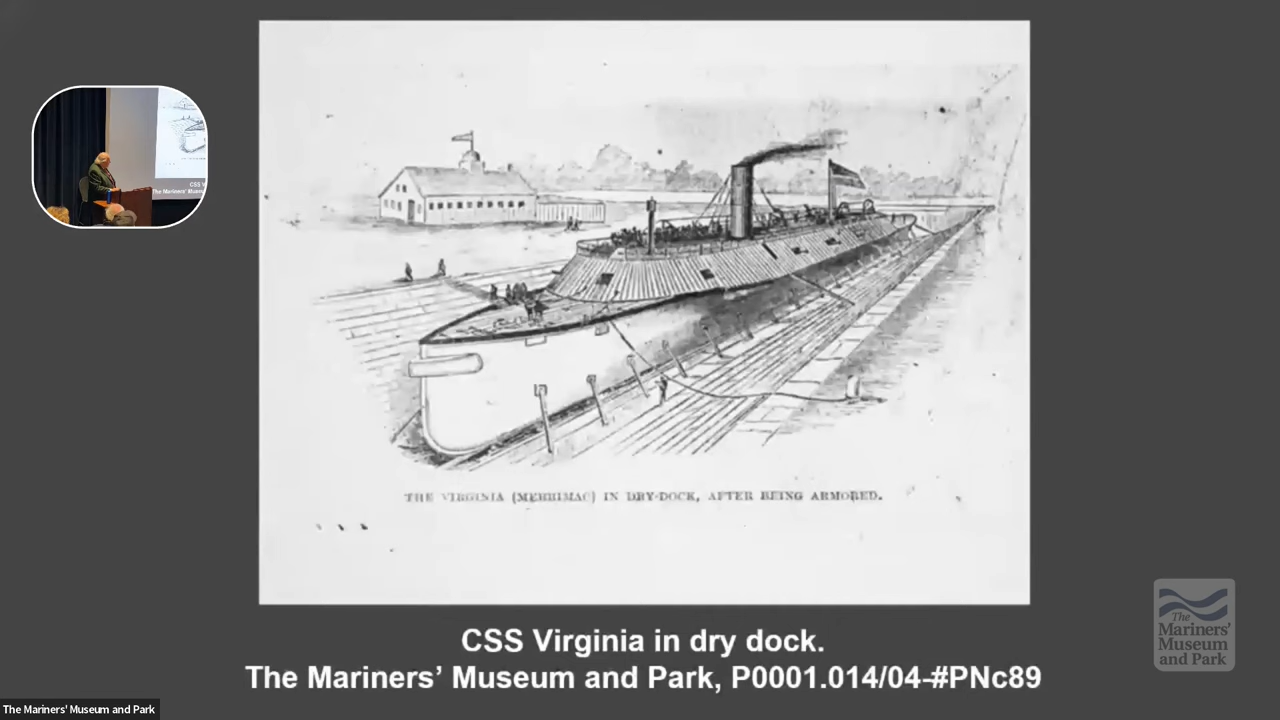 THE VIRGINIA (MERRIMAC) IN DRY-DOCK, AFTER BEING ARMORED.
CSS Virginia in dry dock.
The Mariners' Museum and Park, P0001.014/04-#PNc89
The
Mariners'
Museum
and Park
The Mariners' Museum and Park